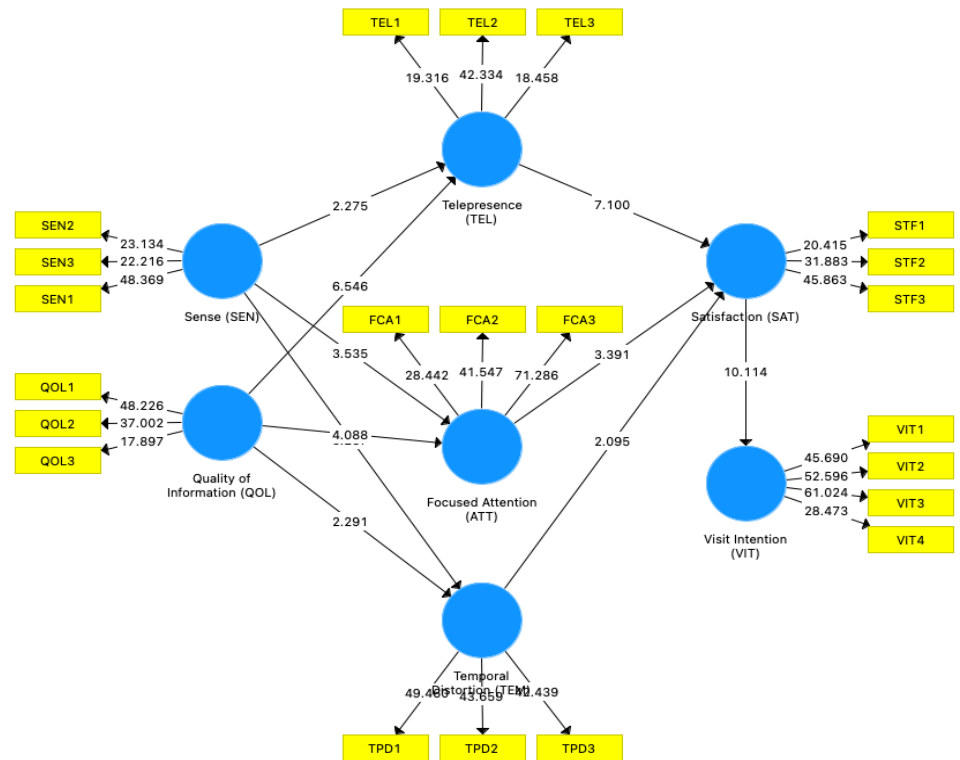 TEL1
TEL2
TEL3
19.316
42.334
18.458
Telepresence
(TEL)
2.275
7.100
SEN2
SEN3
SEN1
23.134
22.216
48.369
Sense (SEN)
6.546
STF1
STF2
STF3
20.415
31.883
45.863
Satisfaction (SAT)
FCA1
FCA2
FCA3
28.442
41.547
71.286
3.535
3.391
10.114
QOL1
QOL2
QOL3
48.226
37.002
17.897
Quality of
Information (QOL)
4.088
2.095
Focused Attention
(ATT)
VIT1
VIT2
VIT3
VIT4
45.690
52.596
61.024
28.473
Visit Intention
(VIT)
2.291
Temporal
Distortion (TEM)
43.659
TPD1
TPD2
TPD3